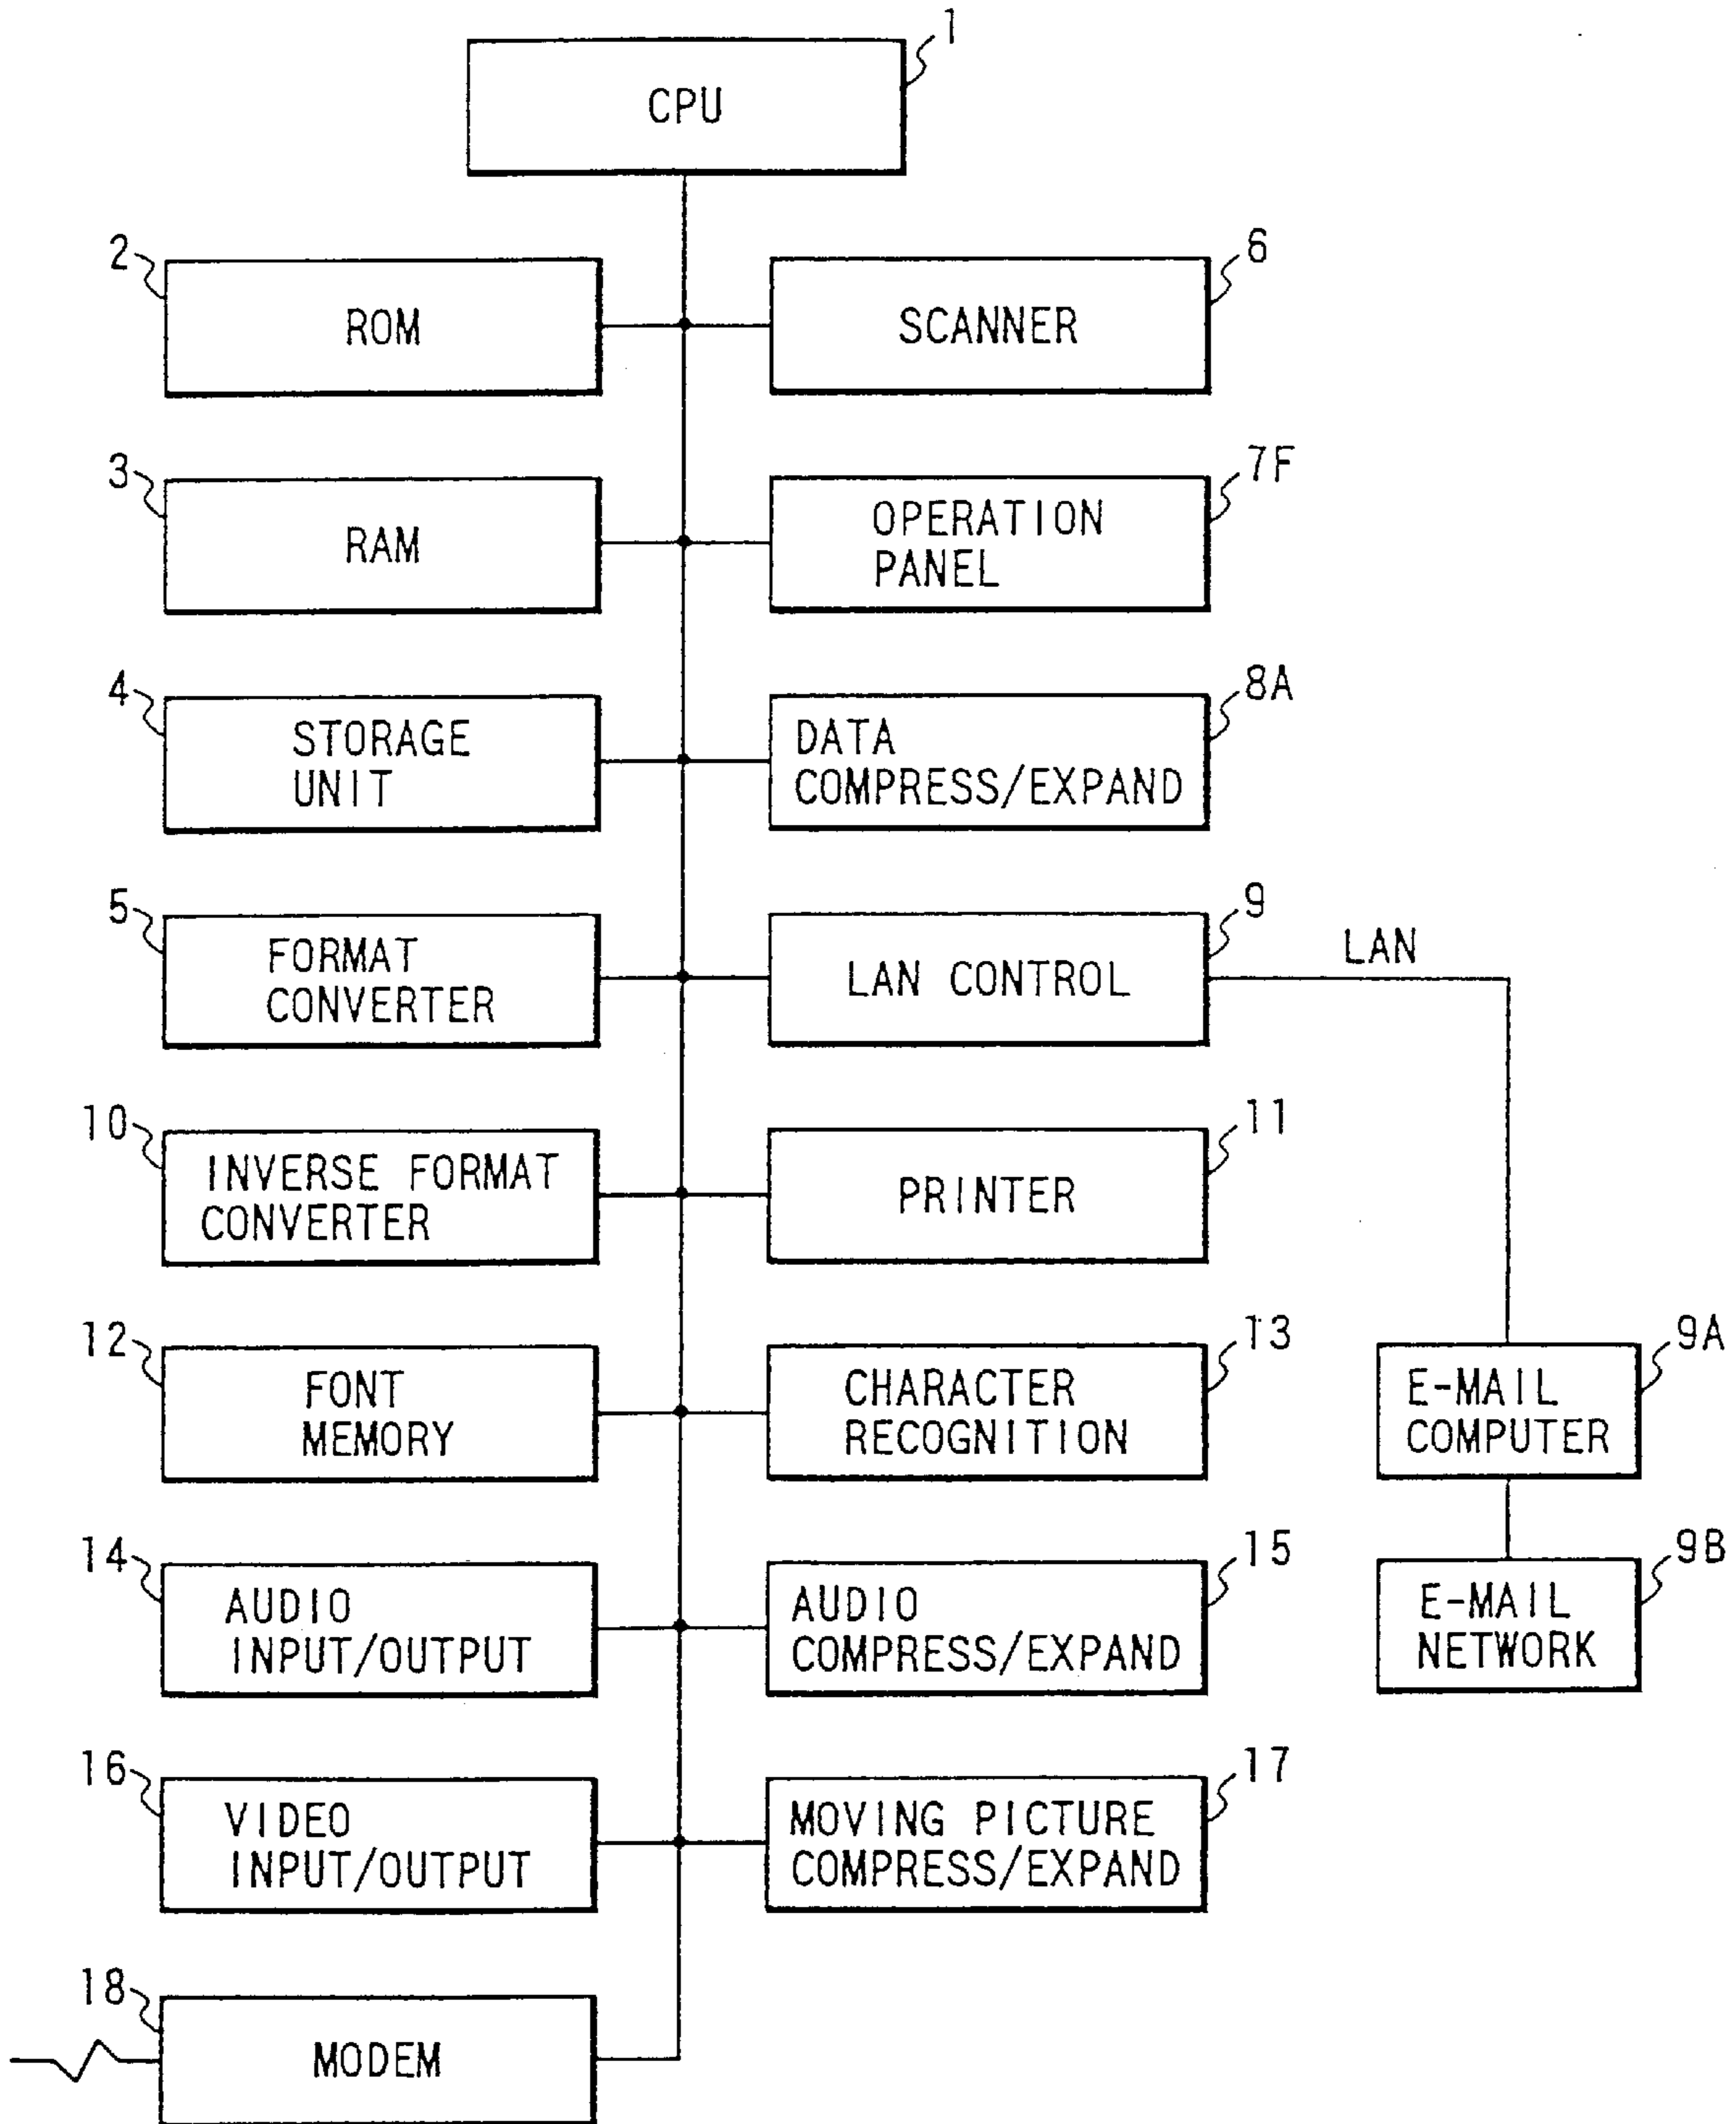 1
CPU
2
ROM
6
SCANNER
3
RAM
7F
OPERATION
PANEL
4
STORAGE
UNIT
8A
DATA
COMPRESS/EXPAND
5
FORMAT
CONVERTER
9
LAN CONTROL
LAN
10
INVERSE FORMAT
CONVERTER
11
PRINTER
12
FONT
MEMORY
13
CHARACTER
RECOGNITION
9A
E-MAIL
COMPUTER
14
AUDIO
INPUT/OUTPUT
15
AUDIO
COMPRESS/EXPAND
9B
E-MAIL
NETWORK
16
VIDEO
INPUT/OUTPUT
17
MOVING PICTURE
COMPRESS/EXPAND
18
MODEM